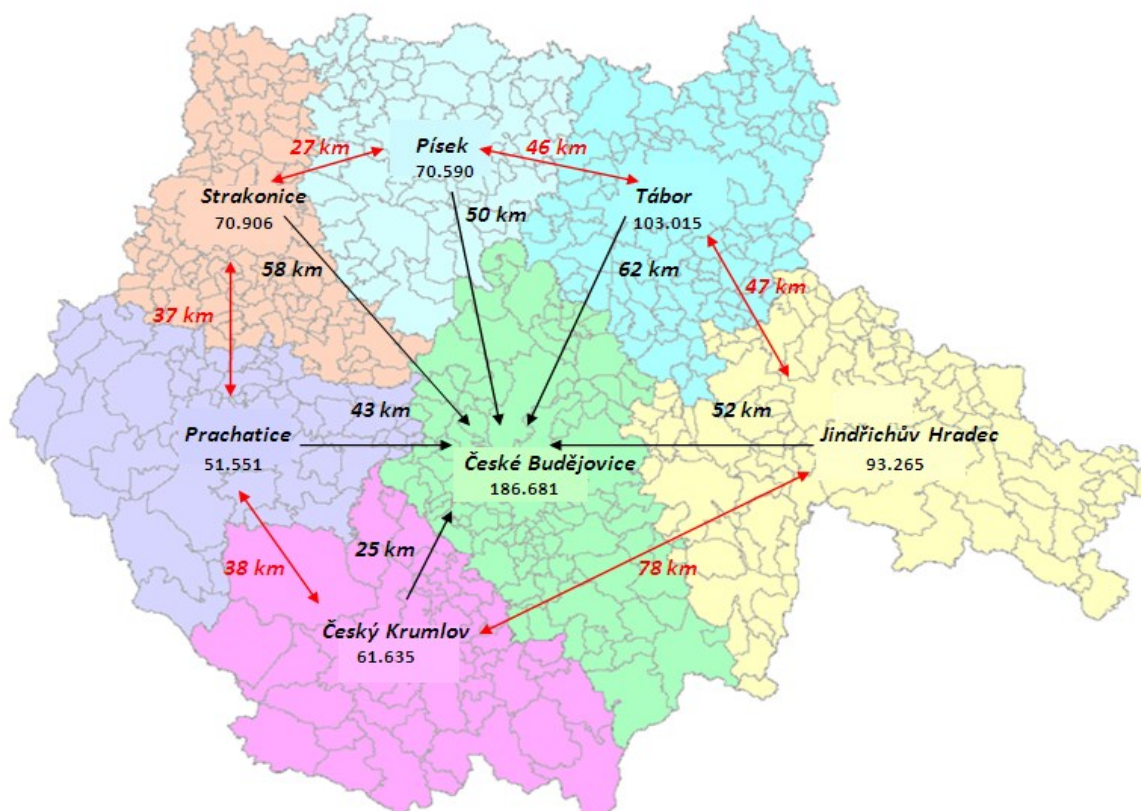 27 km
Písek
70.590
46 km
Strakonice
70.906
Tábor
103.015
50 km
58 km
62 km
47 km
37 km
43 km
52 km
Prachatice
51.551
České Budějovice
186.681
Jindřichův Hradec
93.265
25 km
38 km
78 km
Český Krumlov
61.635